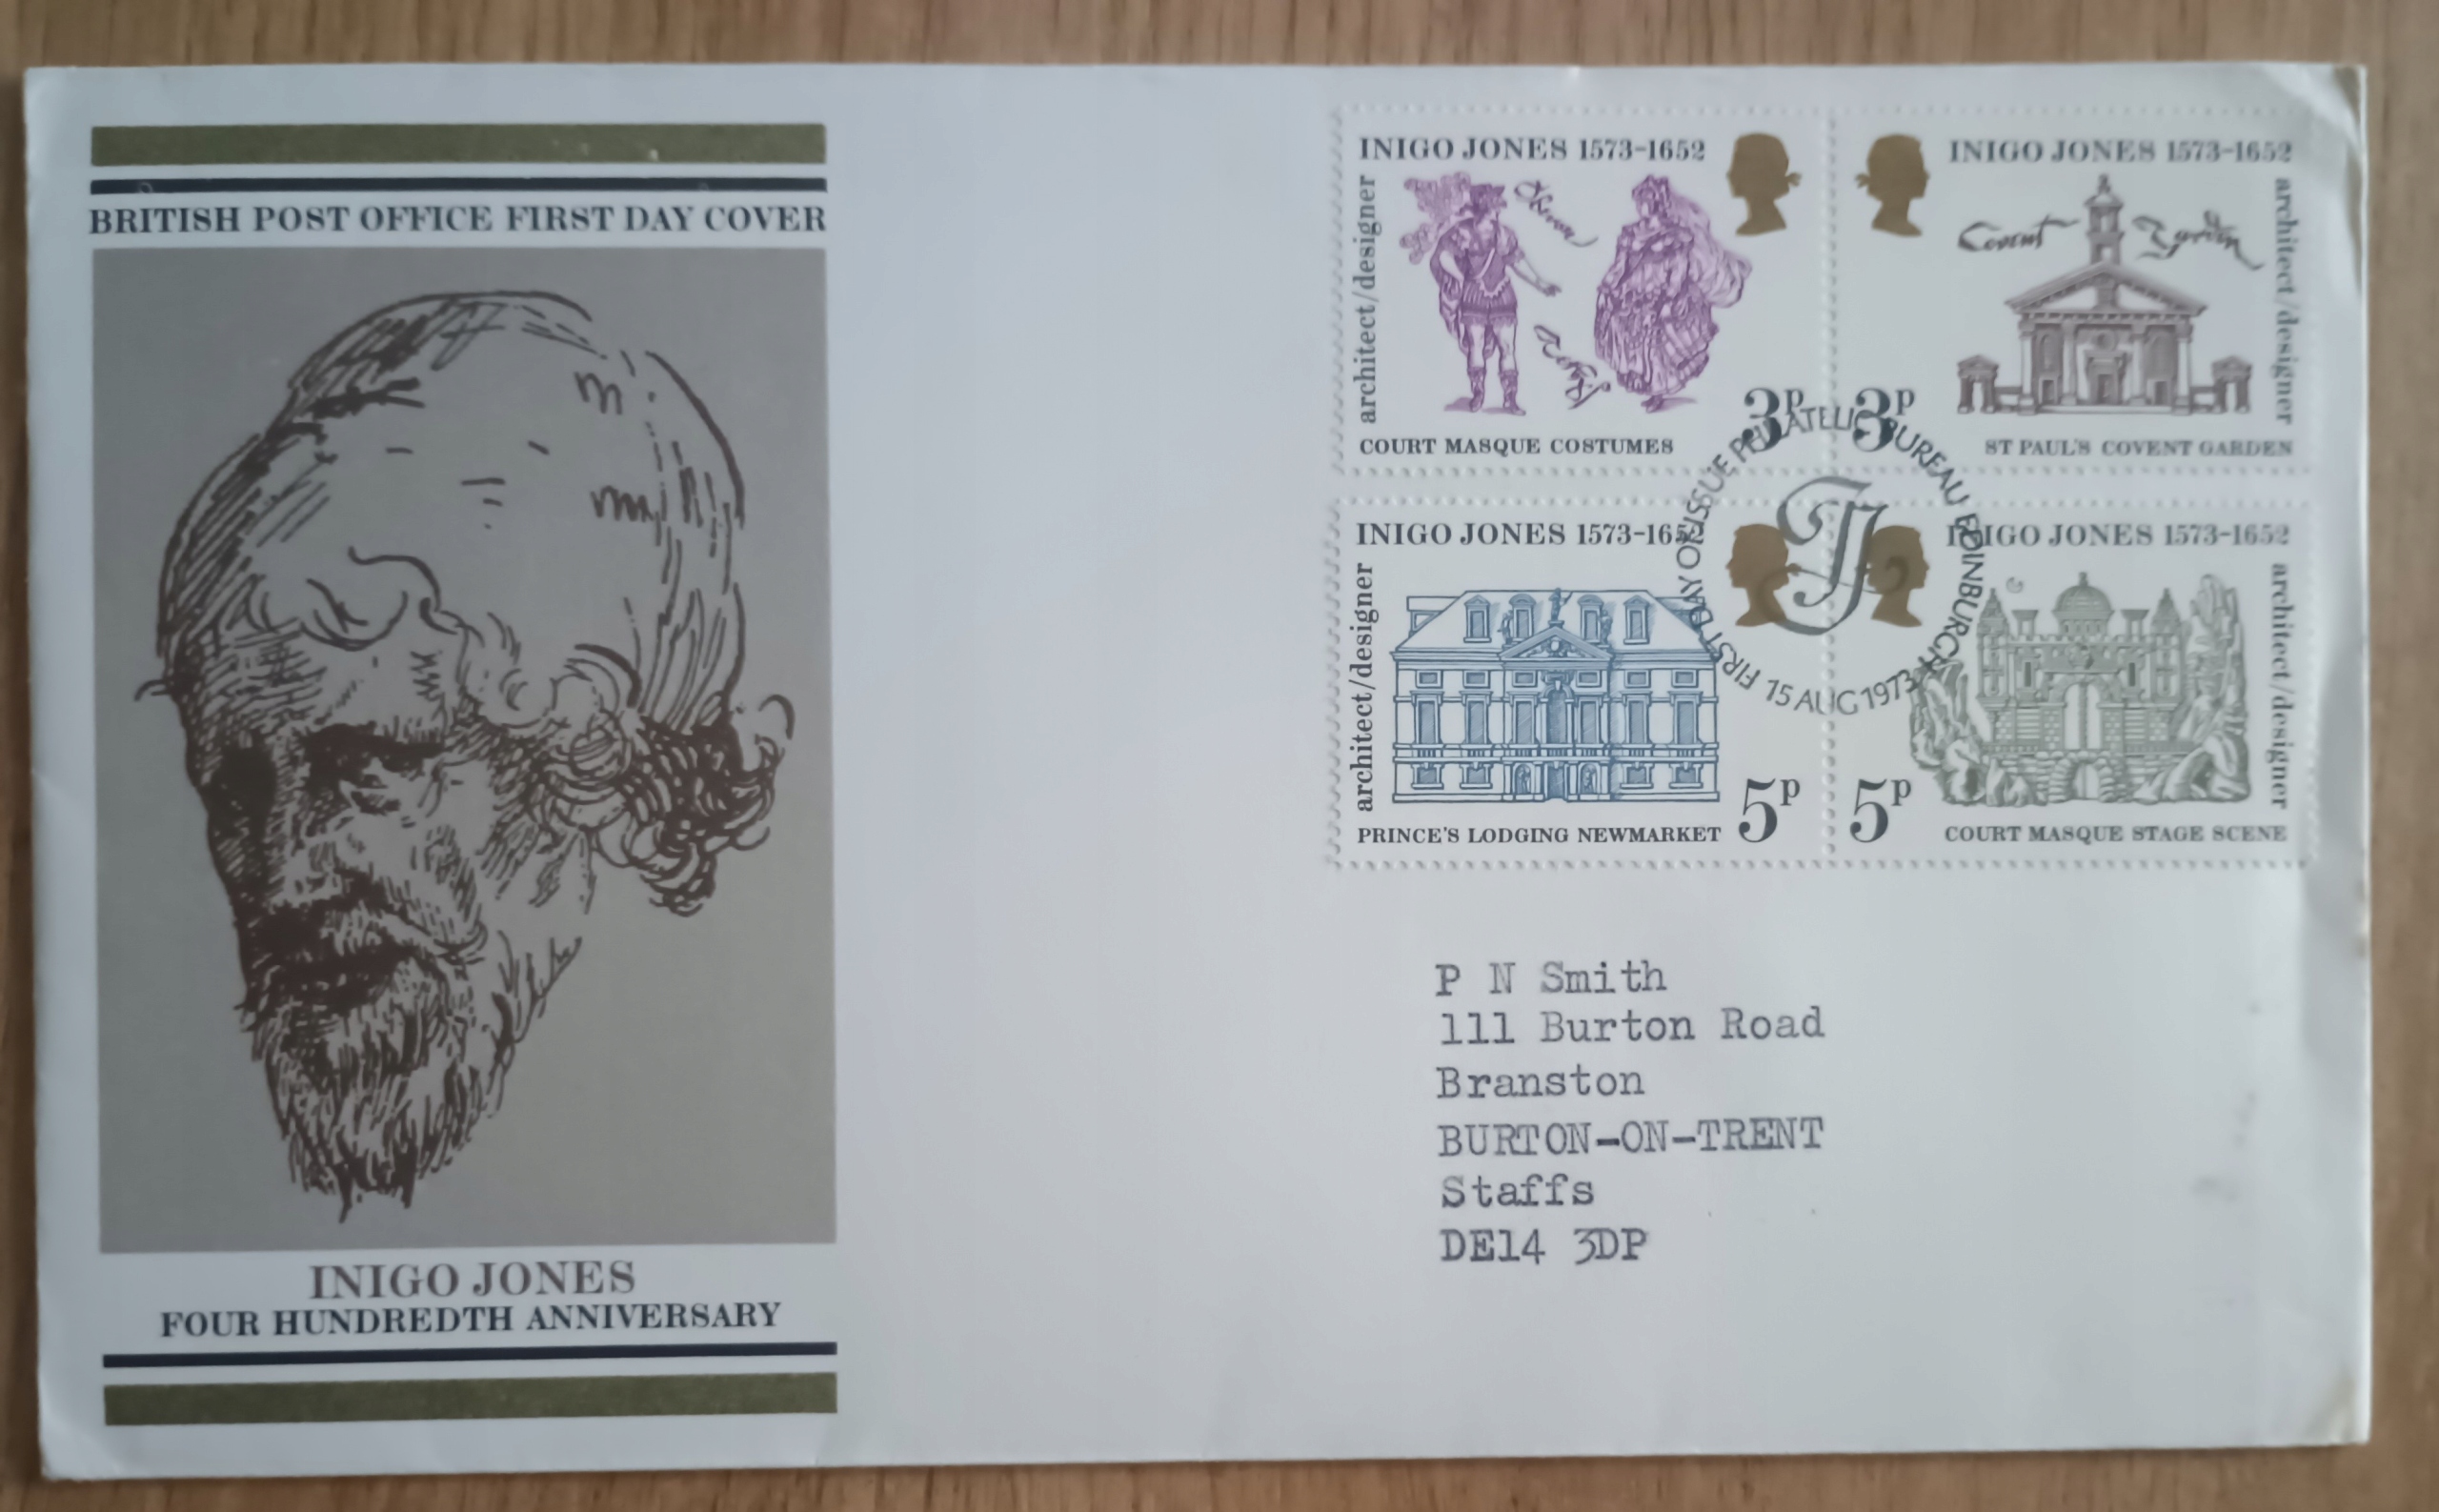 BRITISH POST OFFICE FIRST DAY COVER
INIGO JONES
FOUR HUNDREDTH ANNIVERSARY
INIGO JONES 1573-1652
architect/designer
3p
COURT MASQUE COSTUMES
INIGO JONES 1573-1652
Covent Garden
architect/designer
3p
ST PAUL'S COVENT GARDEN
INIGO JONES 1573-1652
architect/designer
5p
PRINCE'S LODGING NEWMARKET
INIGO JONES 1573-1652
architect/designer
5p
COURT MASQUE STAGE SCENE
FIRST DAY OF ISSUE PHILATELIC BUREAU EDINBURGH
IJ
15 AUG 1973
P N Smith
111 Burton Road
Branston
BURTON-ON-TRENT
Staffs
DE14 3DP